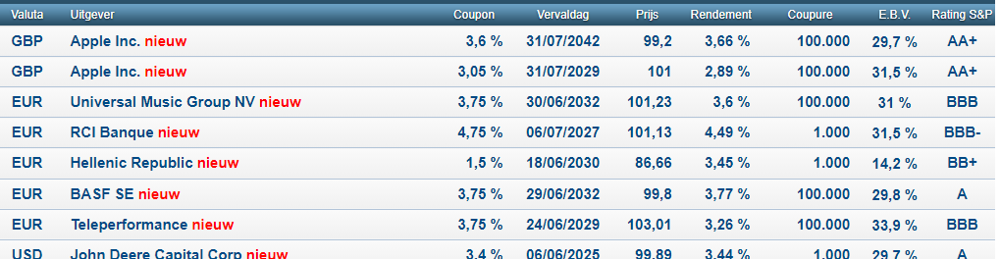 Valuta Uitgever Coupon Vervaldag Prijs Rendement Coupure E.B.V. Rating S&P
GBP Apple Inc. nieuw 3,6 % 31/07/2042 99,2 3,66 % 100.000 29,7 % AA+
GBP Apple Inc. nieuw 3,05 % 31/07/2029 101 2,89 % 100.000 31,5 % AA+
EUR Universal Music Group NV nieuw 3,75 % 30/06/2032 101,23 3,6 % 100.000 31 % BBB
EUR RCI Banque nieuw 4,75 % 06/07/2027 101,13 4,49 % 1.000 31,5 % BBB-
EUR Hellenic Republic nieuw 1,5 % 18/06/2030 86,66 3,45 % 1.000 14,2 % BB+
EUR BASF SE nieuw 3,75 % 29/06/2032 99,8 3,77 % 100.000 29,8 % A
EUR Teleperformance nieuw 3,75 % 24/06/2029 103,01 3,26 % 100.000 33,9 % BBB
USD John Deere Capital Corp nieuw 3,4 % 06/06/2025 99,89 3,44 % 1.000 29,7 % A